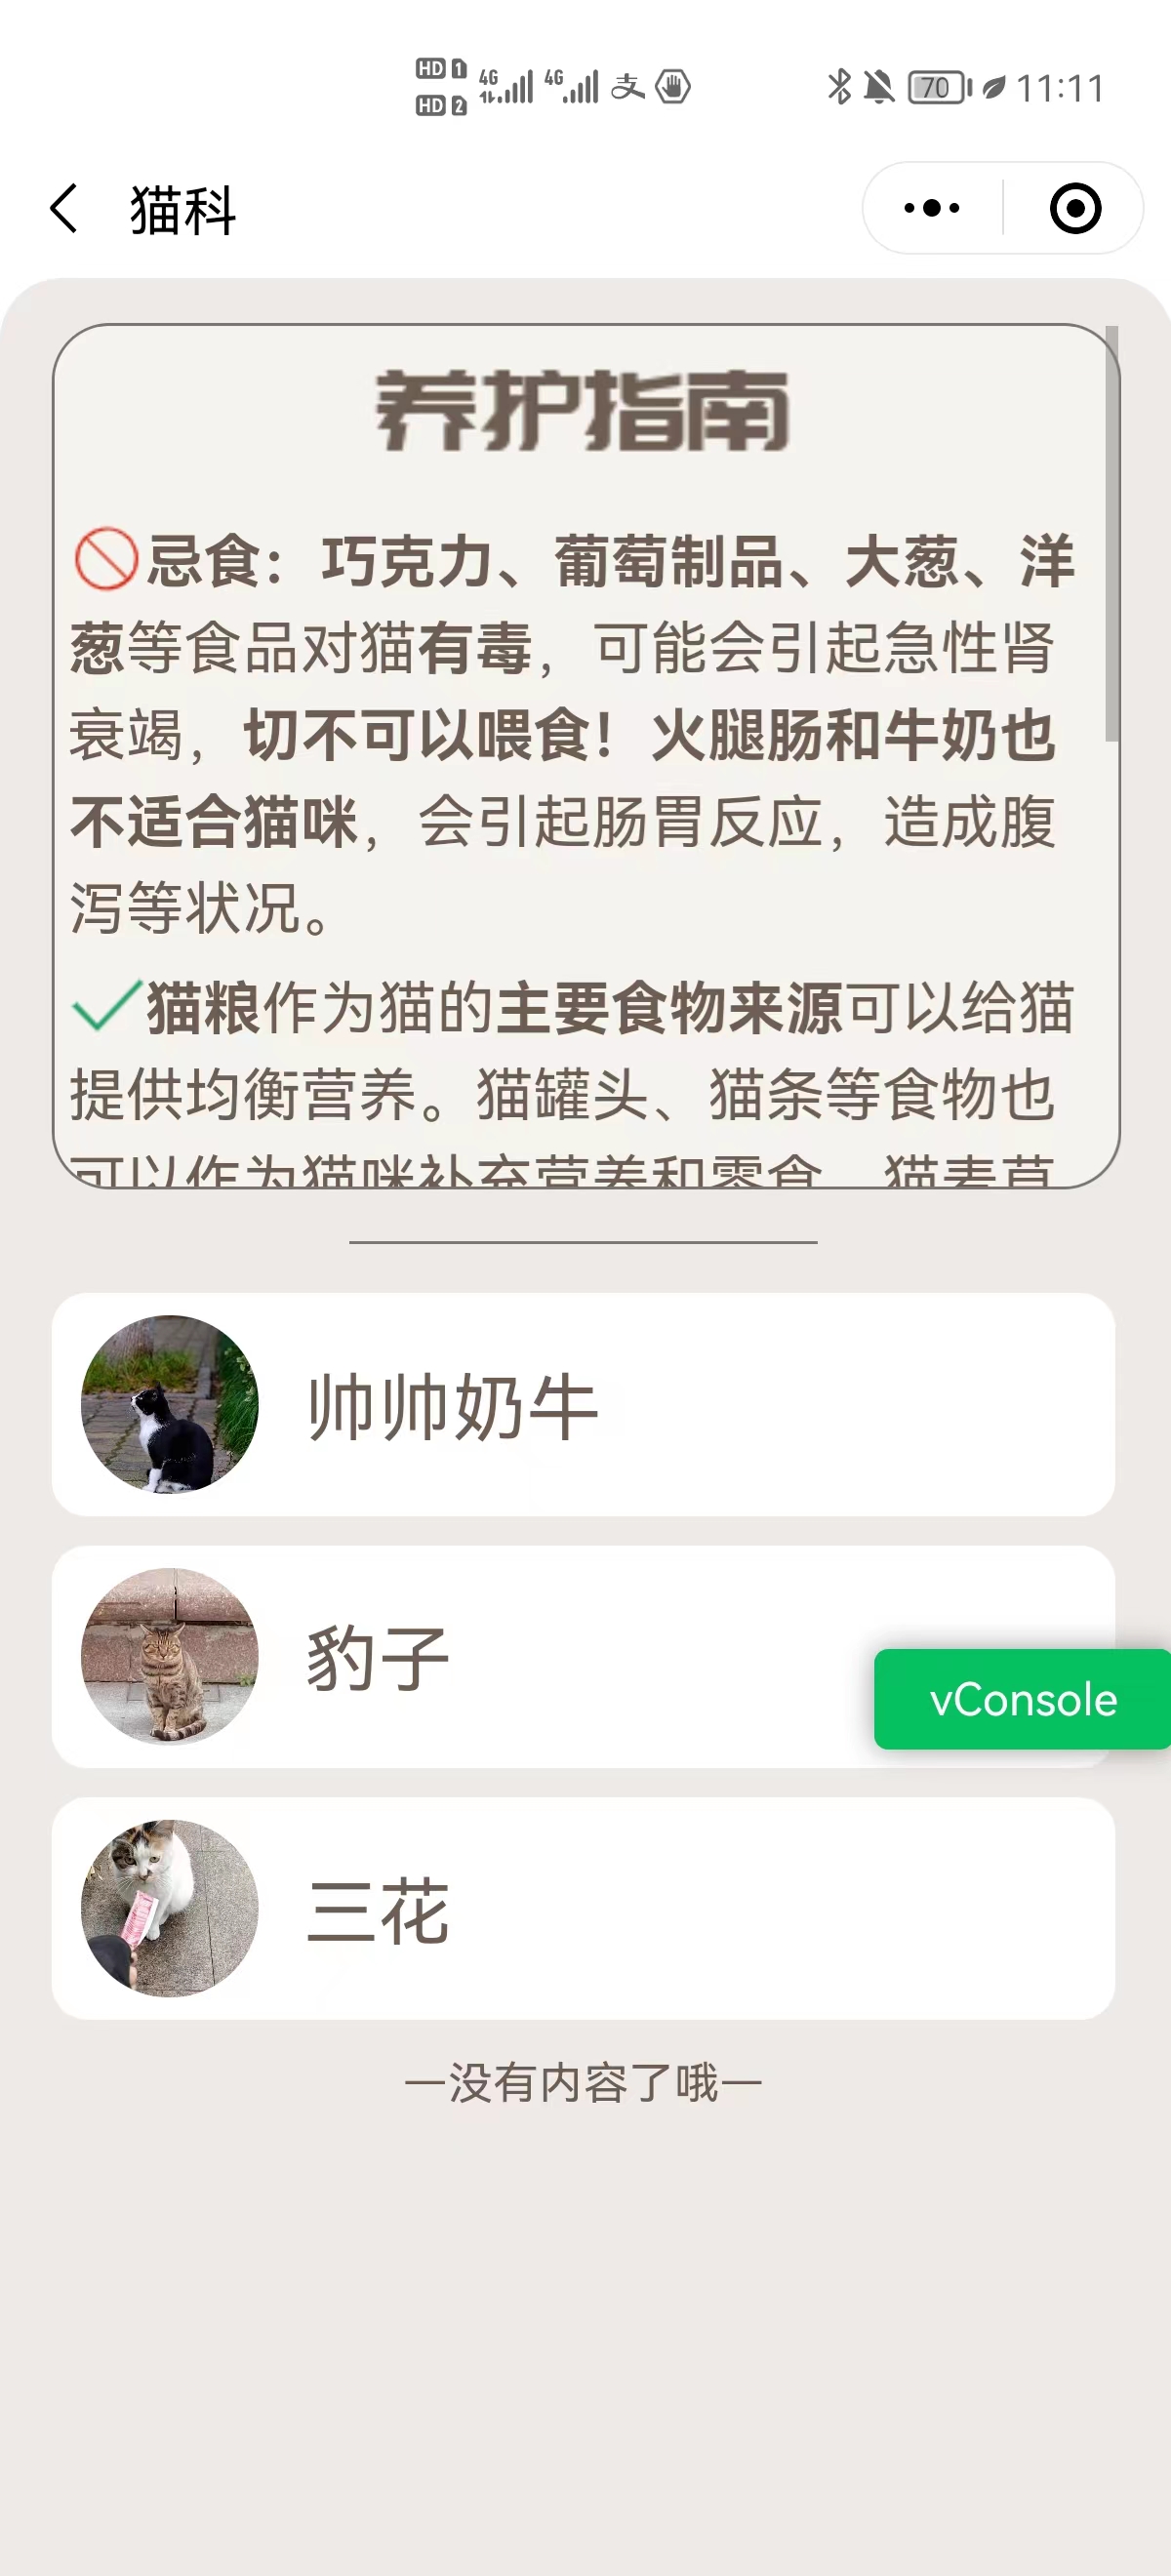 HD 1 4G 4G 支 70 11:11
HD 2
猫科
养护指南
忌食：巧克力、葡萄制品、大葱、洋
葱等食品对猫有毒，可能会引起急性肾
衰竭，切不可以喂食！火腿肠和牛奶也
不适合猫咪，会引起肠胃反应，造成腹
泻等状况。
猫粮作为猫的主要食物来源可以给猫
提供均衡营养。猫罐头、猫条等食物也
可以作为猫咪补充营养和零食。猫麦草
帅帅奶牛
豹子
vConsole
三花
—没有内容了哦—